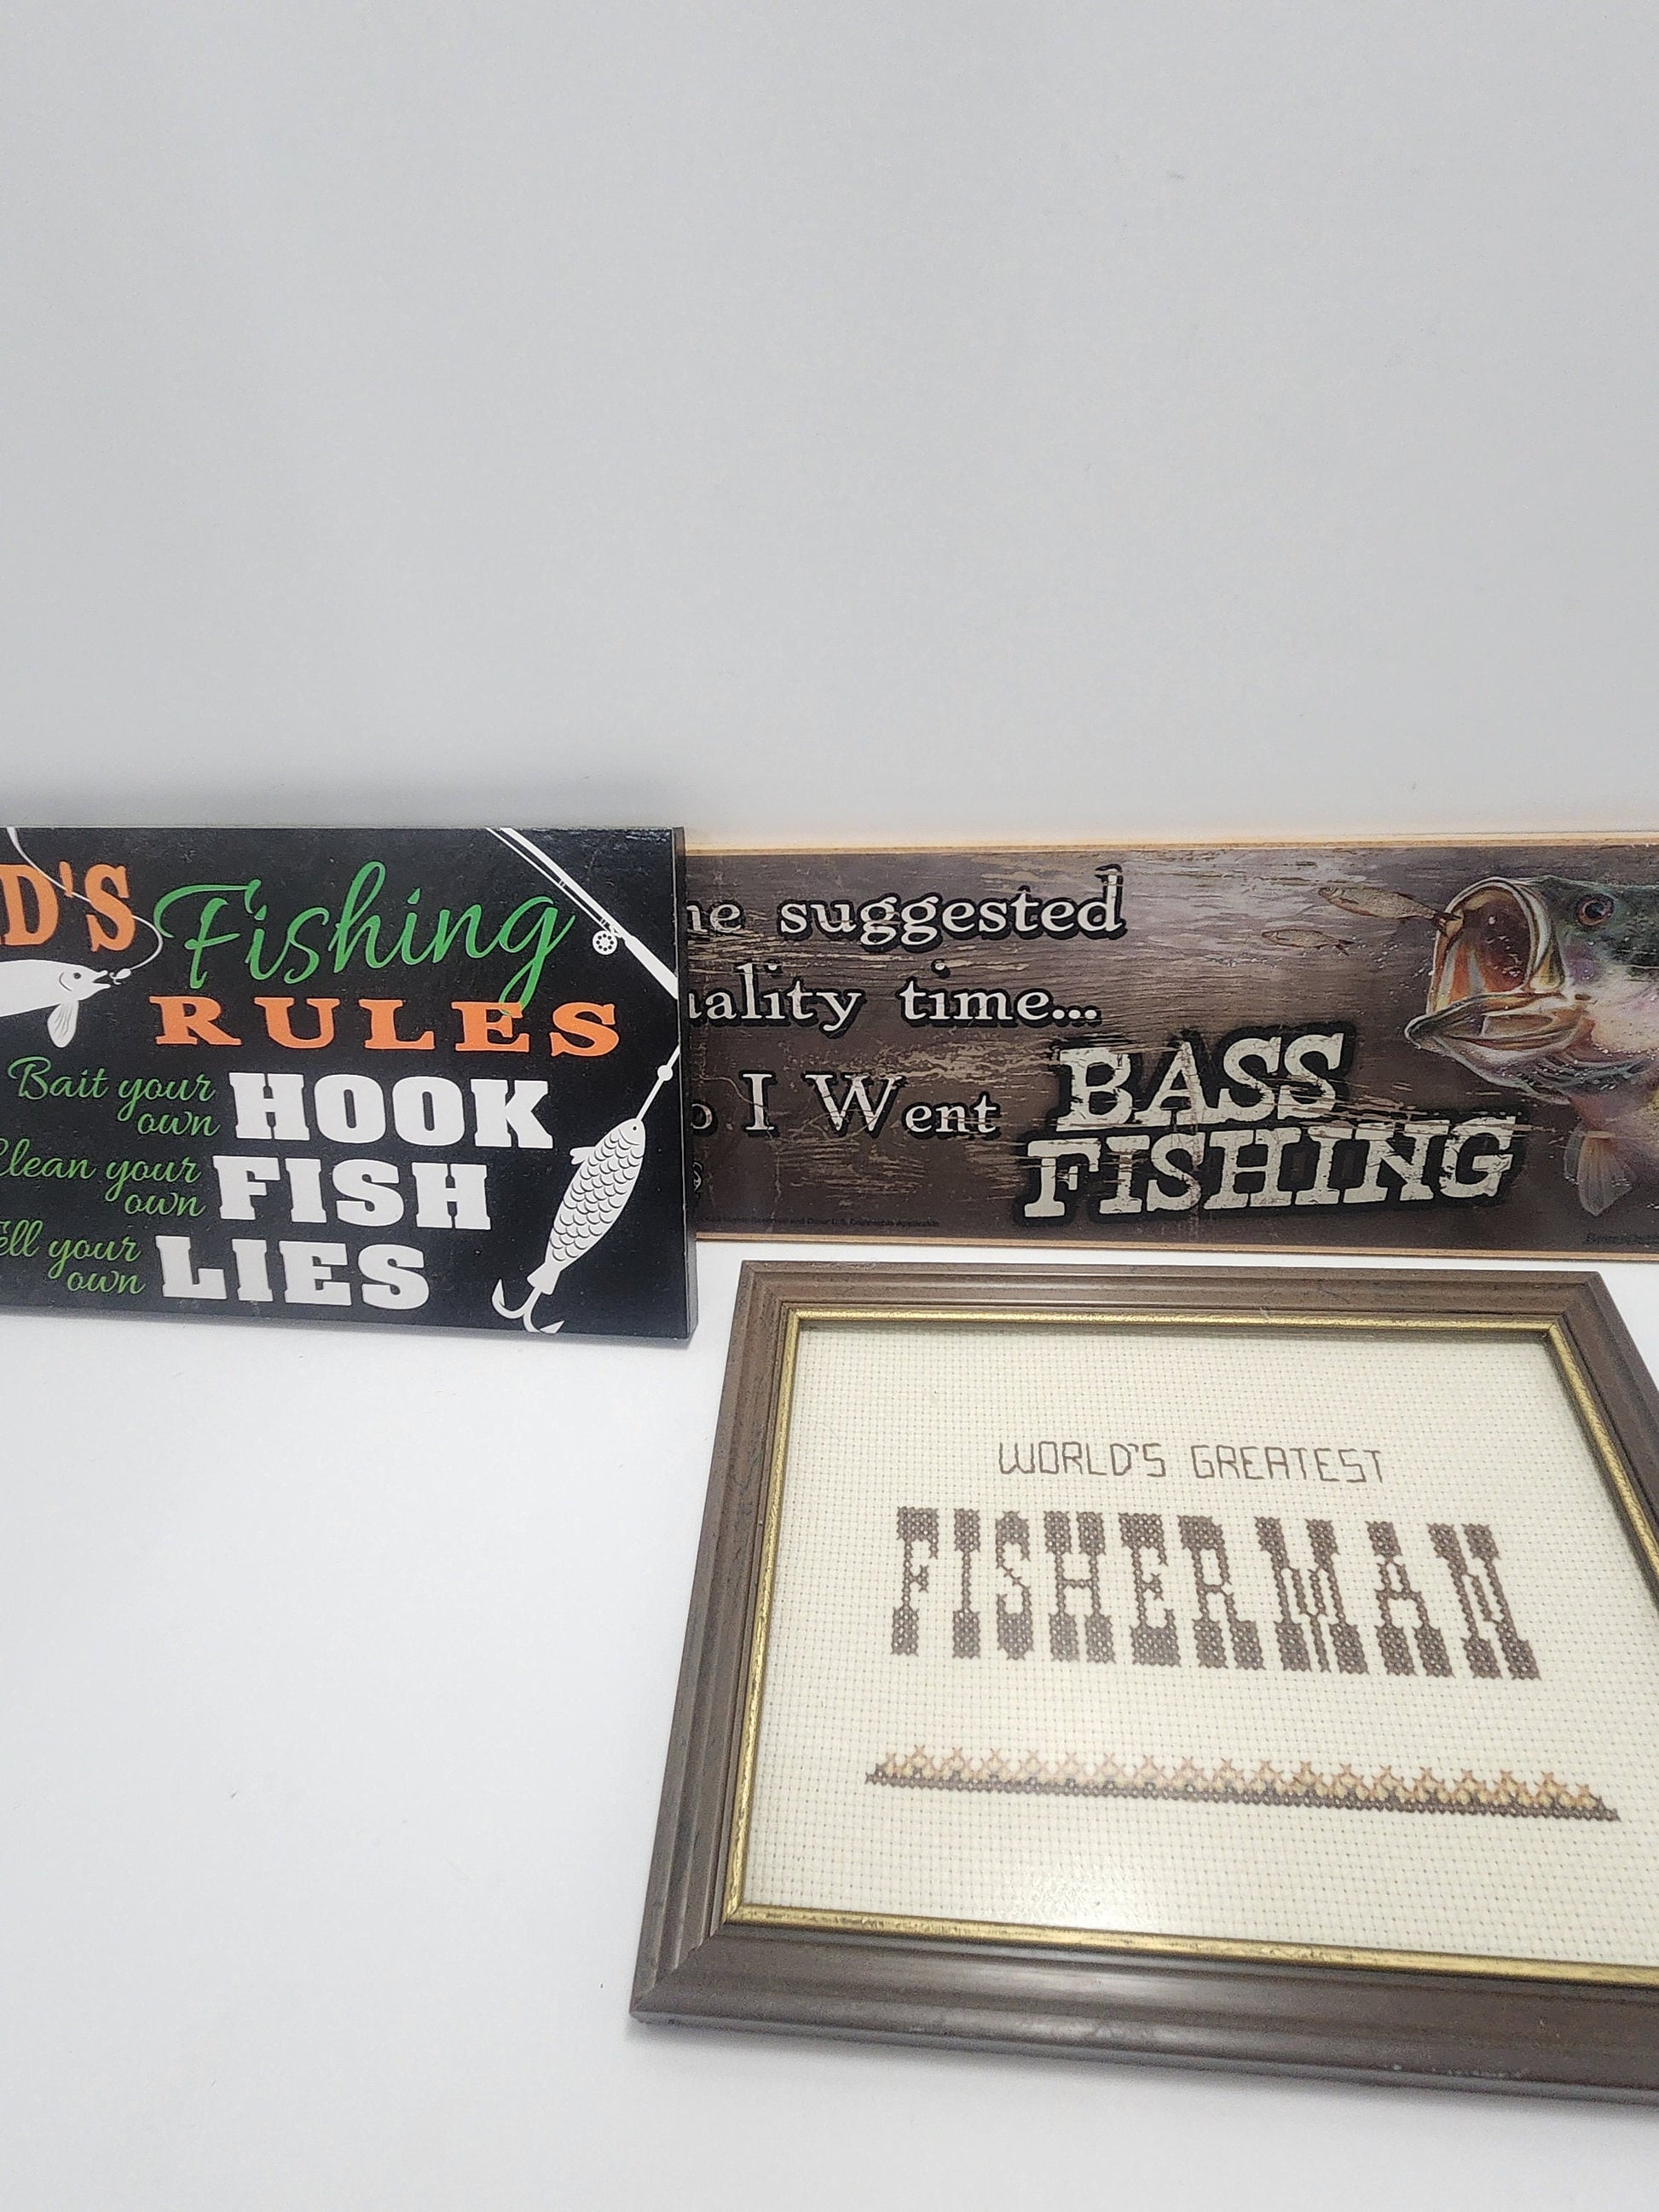 D'S Fishing
RULES
Bait your
own HOOK
Clean your
own FISH
ell your
own LIES
he suggested
uality time...
o I Went BASS
FISHING
WORLD'S GREATEST
FISHERMAN